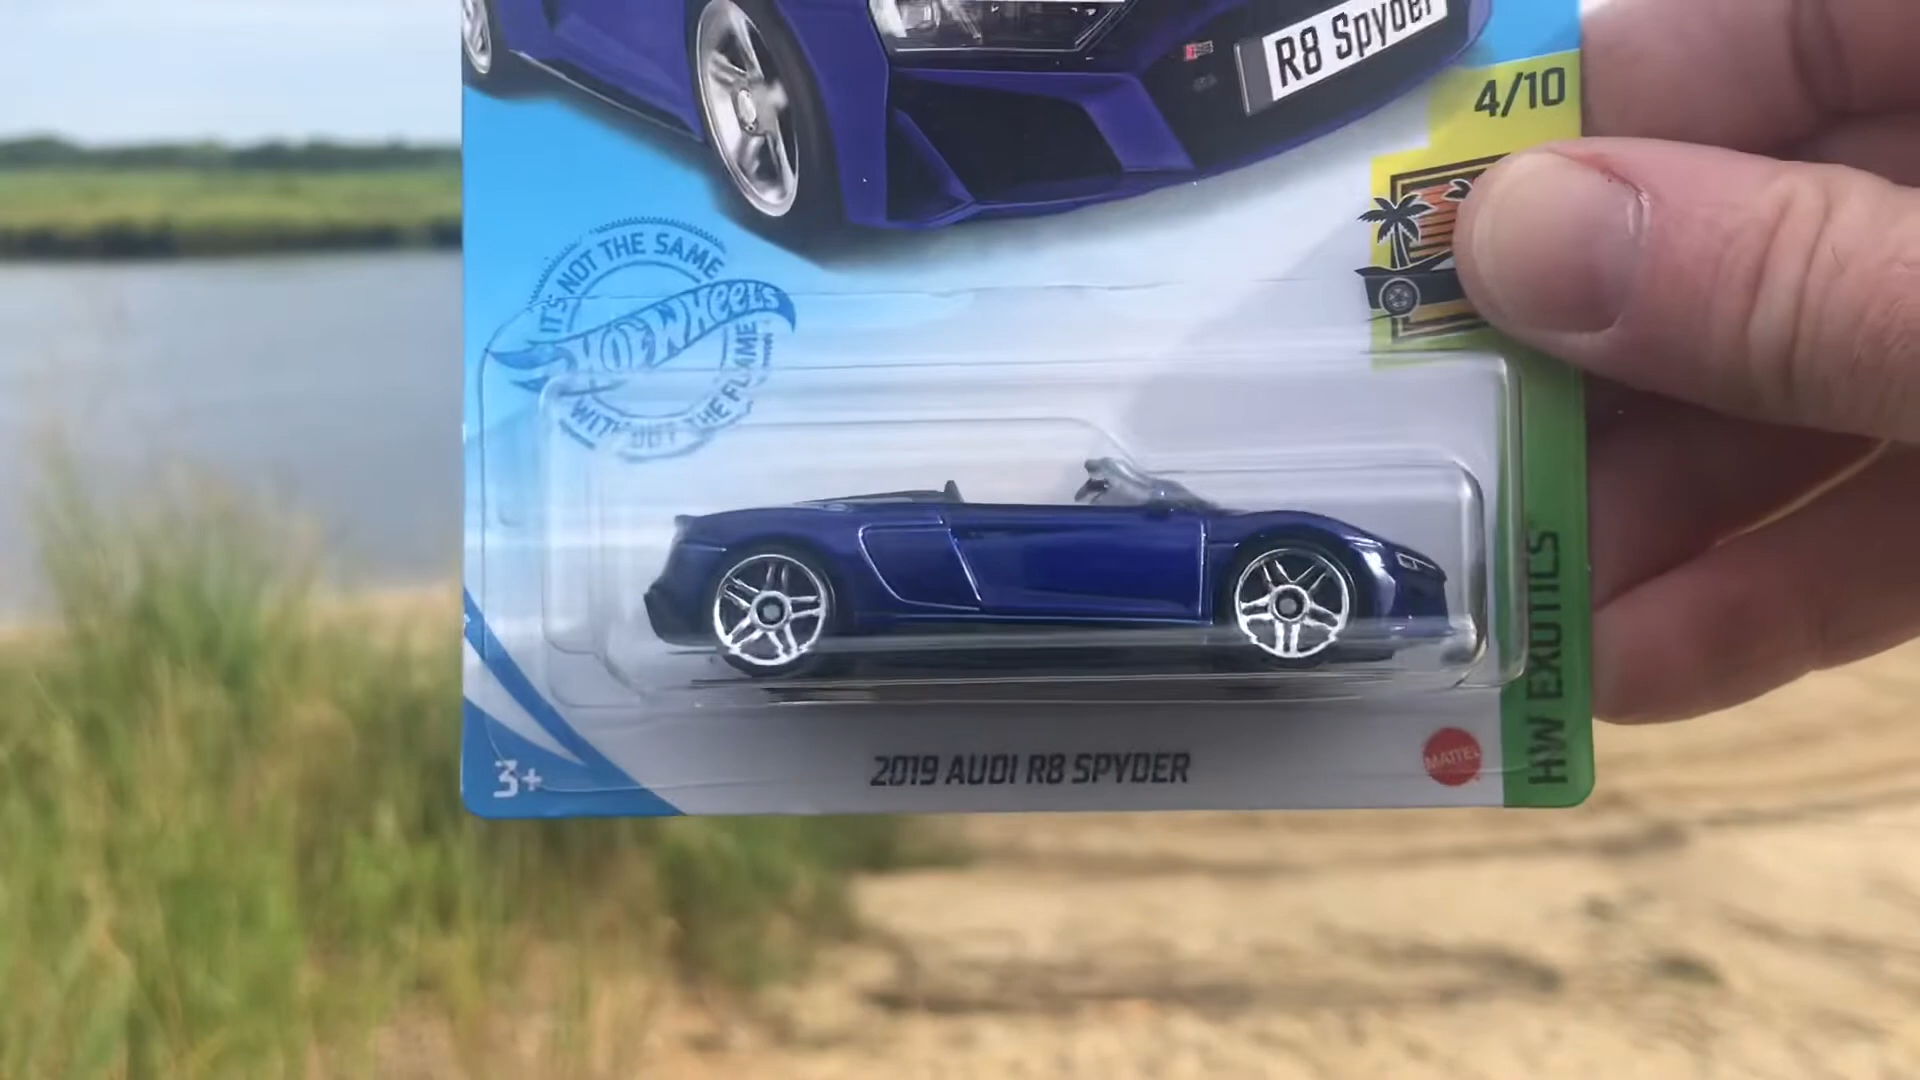 R8 Spyder
4/10
IT'S NOT THE SAME
Hot Wheels
WITHOUT THE FLAME
HW EXOTICS
3+
2019 AUDI R8 SPYDER
MATTEL